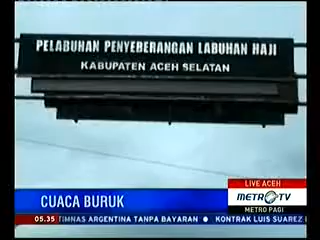 PELABUHAN PENYEBERANGAN LABUHAN HAJI
KABUPATEN ACEH SELATAN
LIVE ACEH
CUACA BURUK
METRO TV
METRO PAGI
05.35 TIMNAS ARGENTINA TANPA BAYARAN KONTRAK LUIS SUAREZ